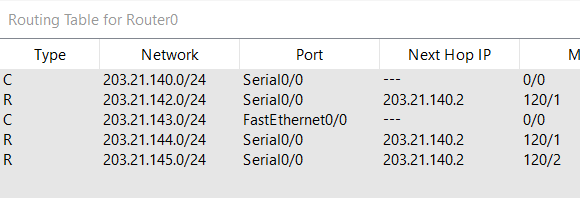 Routing Table for Router0
Type Network Port Next Hop IP M
C 203.21.140.0/24 Serial0/0 --- 0/0
R 203.21.142.0/24 Serial0/0 203.21.140.2 120/1
C 203.21.143.0/24 FastEthernet0/0 --- 0/0
R 203.21.144.0/24 Serial0/0 203.21.140.2 120/1
R 203.21.145.0/24 Serial0/0 203.21.140.2 120/2